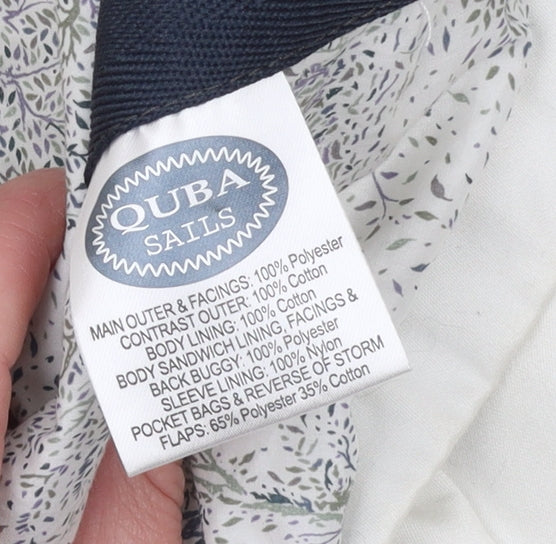 QUBA
SAILS
MAIN OUTER & FACINGS: 100% Polyester
CONTRAST OUTER: 100% Cotton
BODY LINING: 100% Cotton
BODY SANDWICH LINING, FACINGS &
BACK BUGGY: 100% Polyester
SLEEVE LINING: 100% Nylon
POCKET BAGS & REVERSE OF STORM
FLAPS: 65% Polyester 35% Cotton